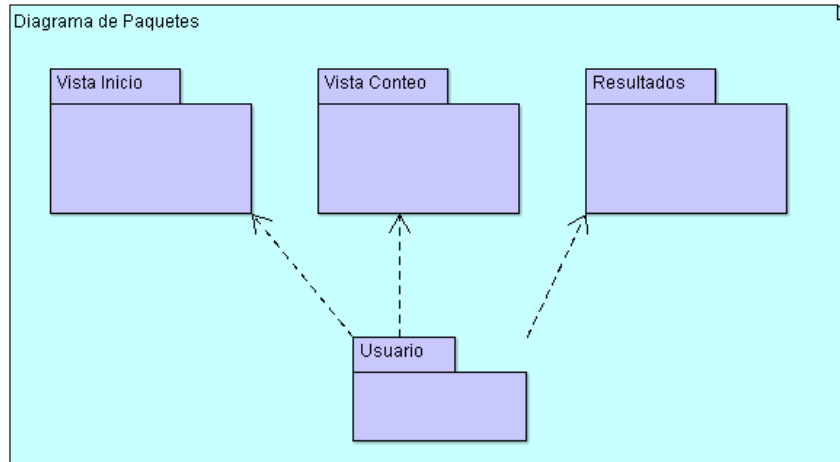 Diagrama de Paquetes
Vista Inicio
Vista Conteo
Resultados
Usuario